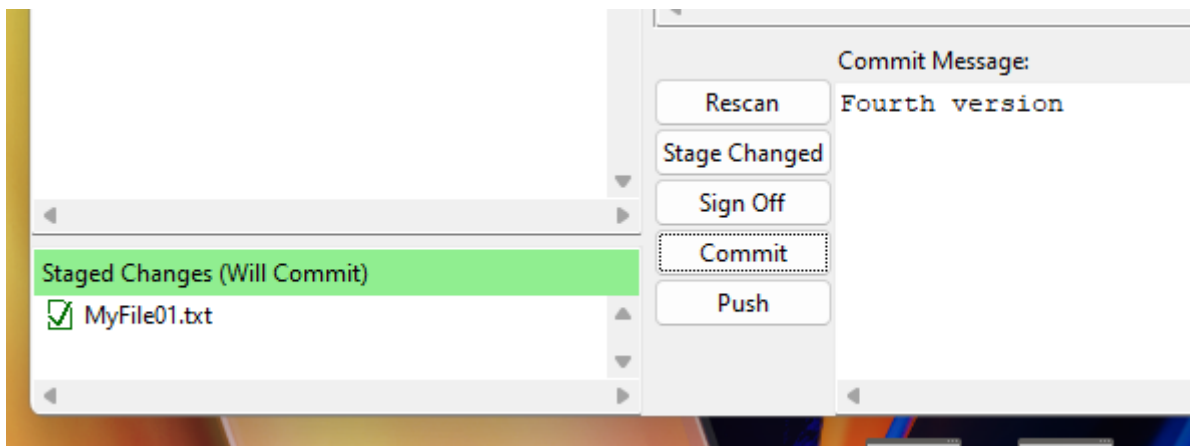 Commit Message:
Rescan
Fourth version
Stage Changed
Sign Off
Commit
Push
Staged Changes (Will Commit)
MyFile01.txt